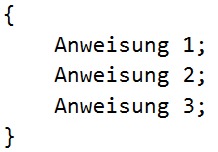 {
    Anweisung 1;
    Anweisung 2;
    Anweisung 3;
}